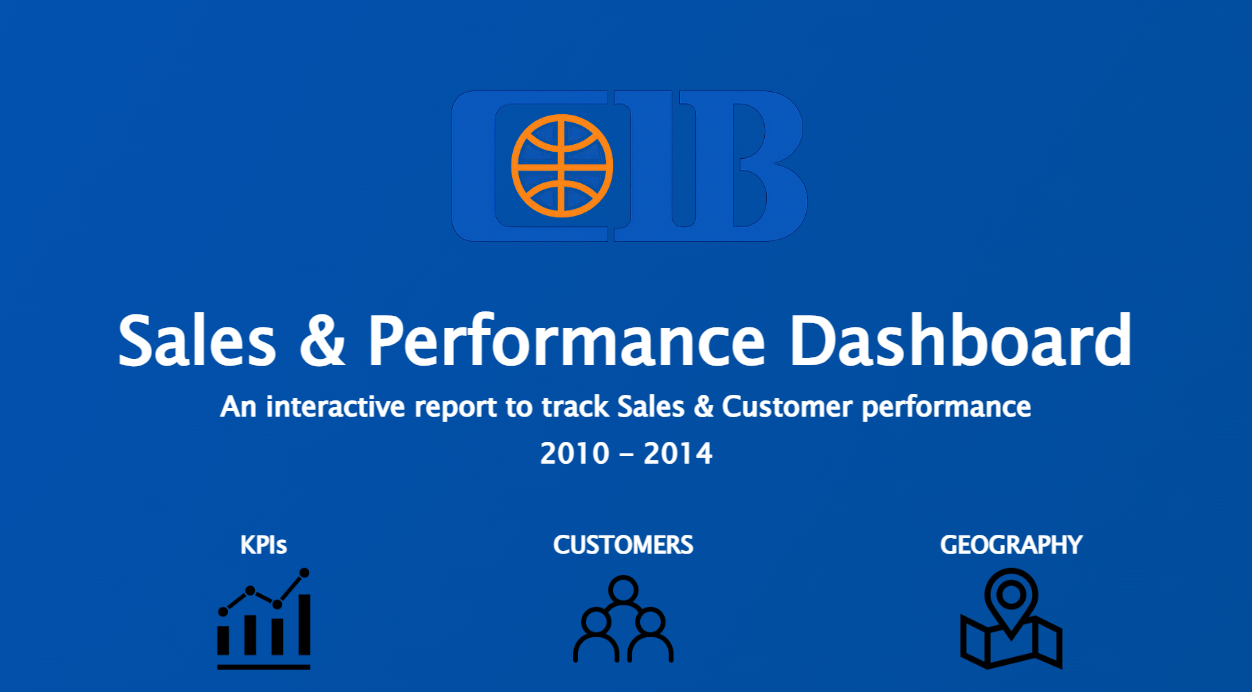 CIB
Sales & Performance Dashboard
An interactive report to track Sales & Customer performance
2010 – 2014
KPIs
CUSTOMERS
GEOGRAPHY